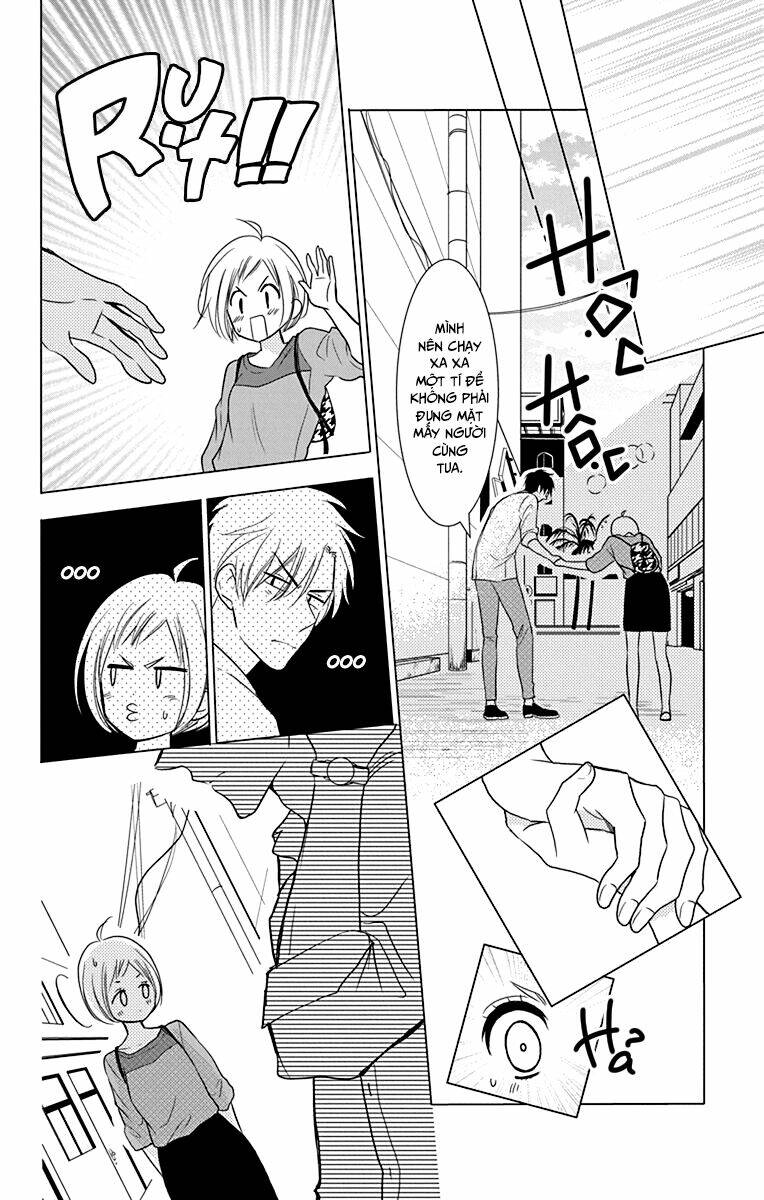 HỘC
HỘC
MÌNH
NÊN CHẠY
XA XA
MỘT TÍ ĐỂ
KHÔNG PHẢI
ĐỤNG MẶT
MẤY NGƯỜI
CÙNG
TUA.
HẢ
RỤT!!
OOO
OOO